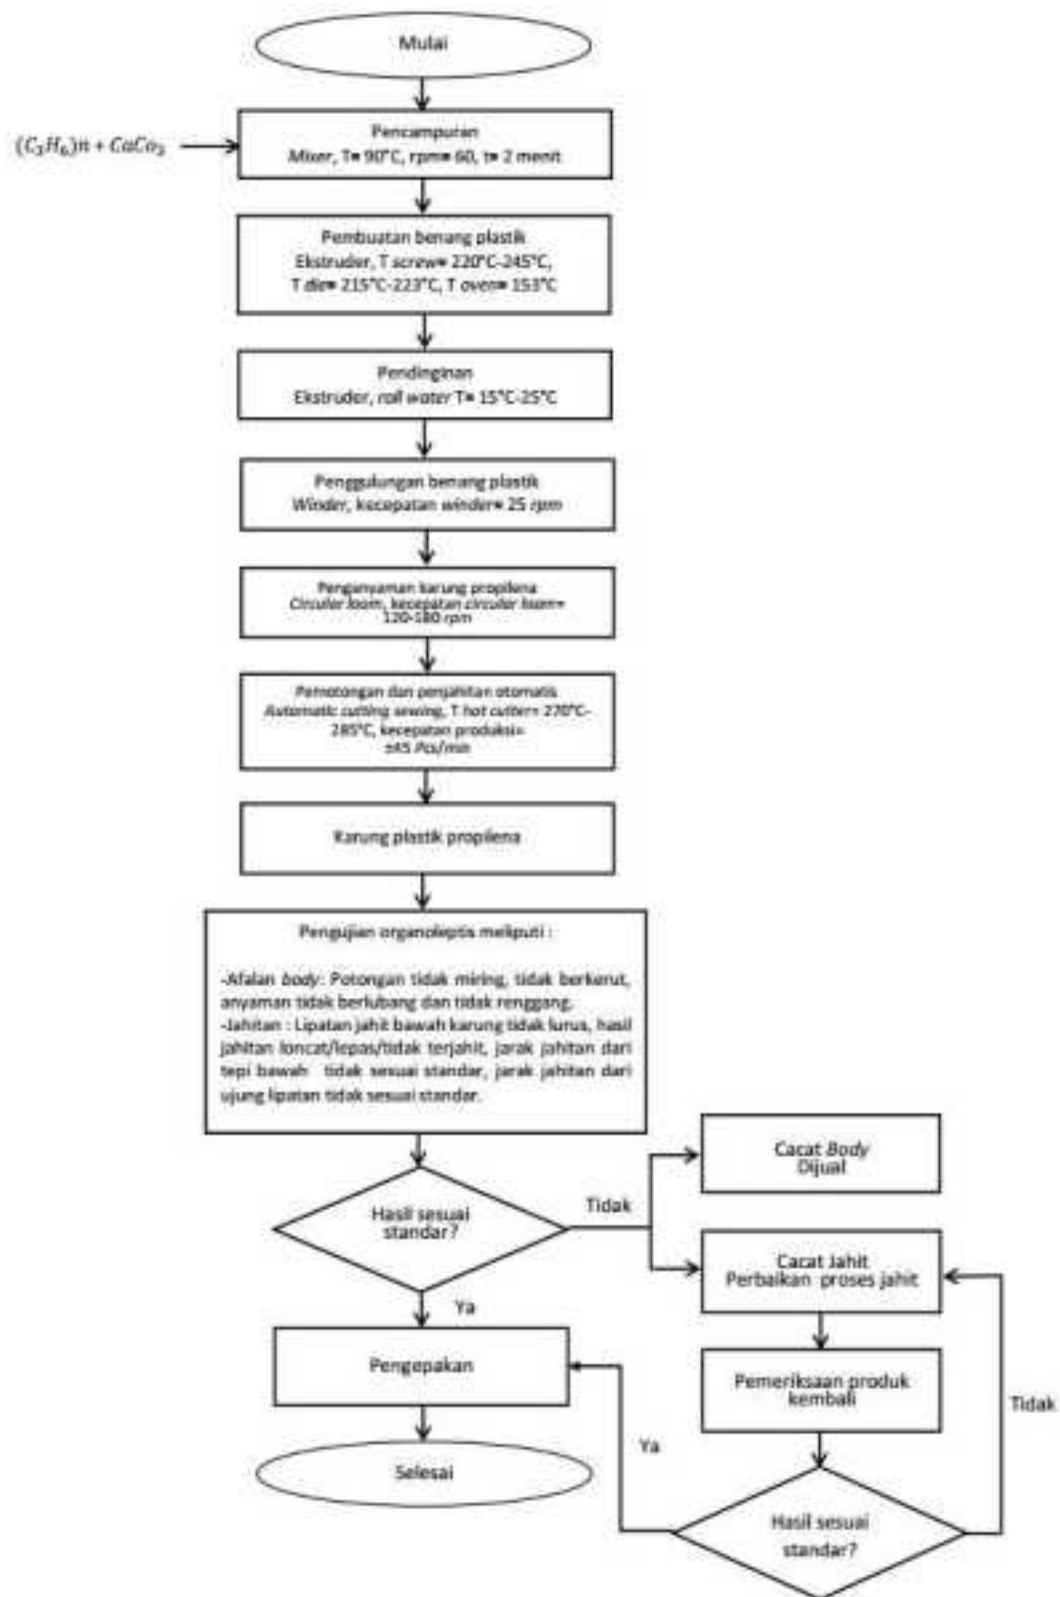 Mulai
(C₃H₆)n + CaCo₃
Pencampuran
Mixer, T= 90°C, rpm= 60, t= 2 menit
Pembuatan benang plastik
Ekstruder, T screw= 220°C-245°C,
T die= 215°C-223°C, T oven= 153°C
Pendinginan
Ekstruder, roll water T= 15°C-25°C
Penggulungan benang plastik
Winder, kecepatan winder= 25 rpm
Penganyaman karung propilena
Circular loom, kecepatan circular loom=
120-180 rpm
Pemotongan dan penjahitan otomatis
Automatic cutting sewing, T hot cutter= 270°C-
285°C, kecepatan produksi=
±45 Pcs/min
Karung plastik propilena
Pengujian organoleptis meliputi :
-Afalan body: Potongan tidak miring, tidak berkerut,
anyaman tidak berlubang dan tidak renggang.
-Jahitan : Lipatan jahit bawah karung tidak lurus, hasil
jahitan loncat/lepas/tidak terjahit, jarak jahitan dari
tepi bawah tidak sesuai standar, jarak jahitan dari
ujung lipatan tidak sesuai standar.
Hasil sesuai
standar?
Tidak
Cacat Body
Dijual
Cacat Jahit
Perbaikan proses jahit
Ya
Pengepakan
Pemeriksaan produk
kembali
Tidak
Ya
Selesai
Hasil sesuai
standar?